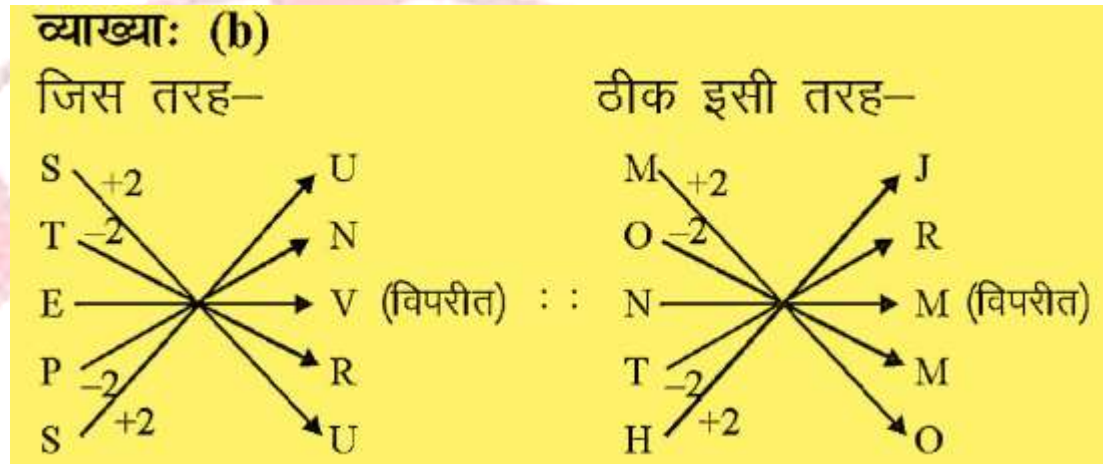 व्याख्याः (b)
जिस तरह– ठीक इसी तरह–
S +2 U M +2 J
T –2 N O –2 R
E V (विपरीत) : : N M (विपरीत)
P –2 R T –2 M
S +2 U H +2 O